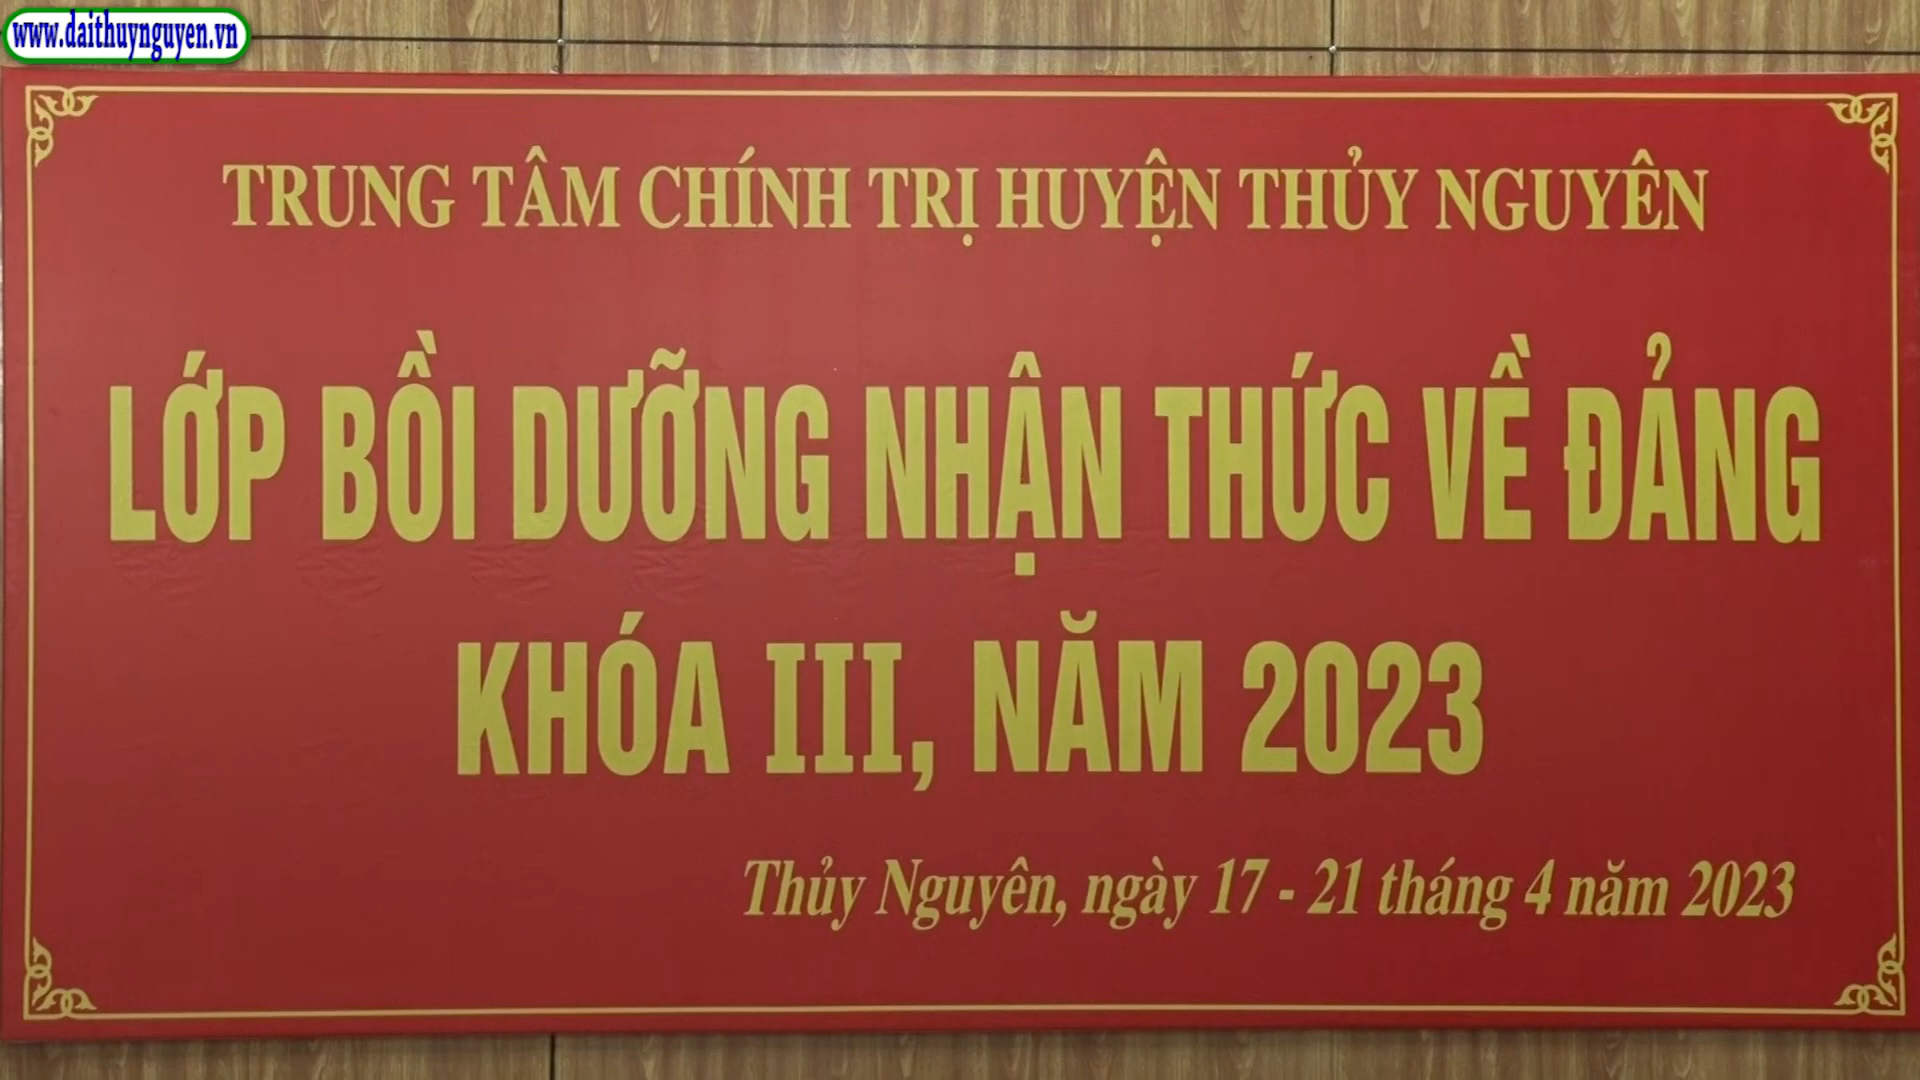 www.daithuynguyen.vn
TRUNG TÂM CHÍNH TRỊ HUYỆN THỦY NGUYÊN
LỚP BỒI DƯỠNG NHẬN THỨC VỀ ĐẢNG
KHÓA III, NĂM 2023
Thủy Nguyên, ngày 17 - 21 tháng 4 năm 2023